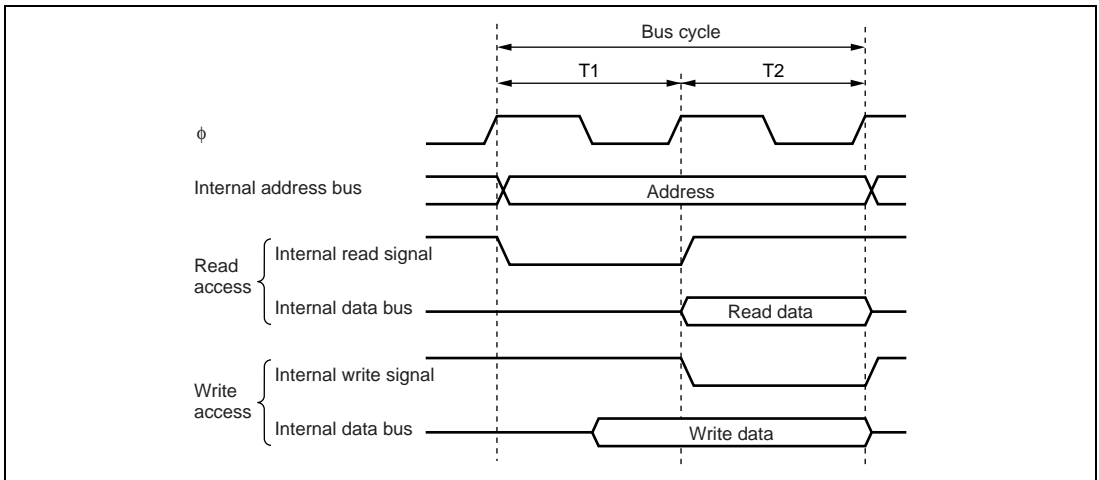 Bus cycle
T1
T2
ϕ
Internal address bus
Address
Read
access
Internal read signal
Internal data bus
Read data
Write
access
Internal write signal
Internal data bus
Write data